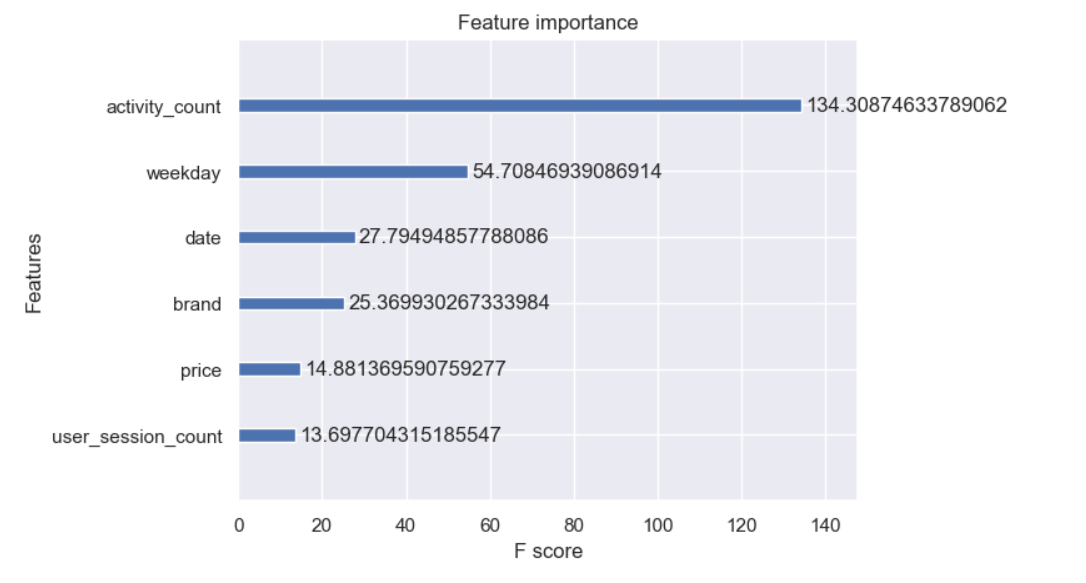 Feature importance
activity_count 134.30874633789062
weekday 54.70846939086914
date 27.79494857788086
Features
brand 25.369930267333984
price 14.881369590759277
user_session_count 13.697704315185547
0 20 40 60 80 100 120 140
F score